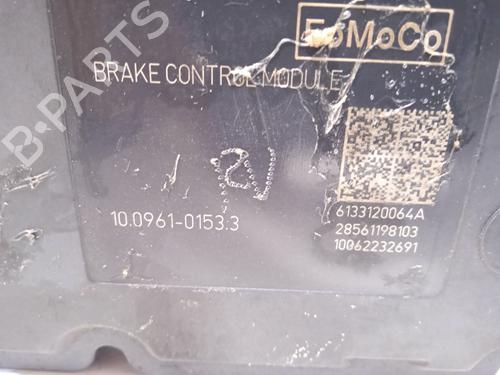 FoMoCo
BRAKE CONTROL MODULE
10.0961-0153.3
6133120064A
28561198103
10062232691
B-PARTS